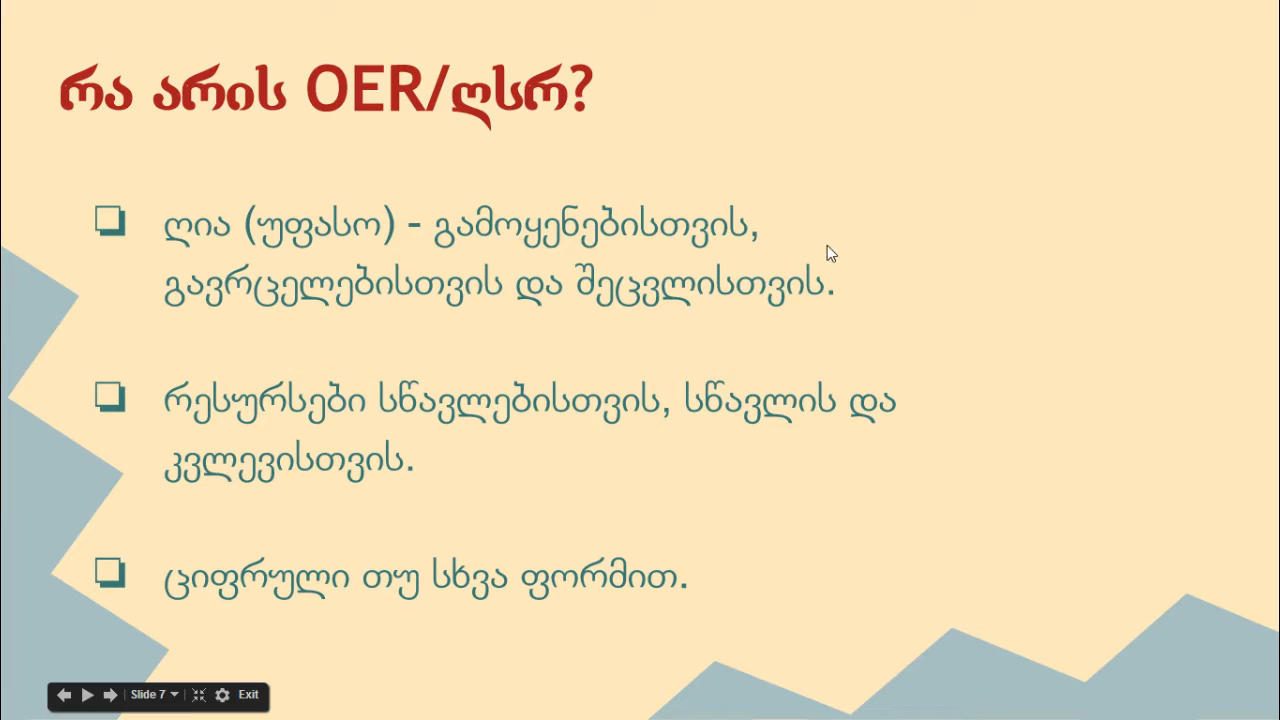 რა არის OER/ღსრ?
ღია (უფასო) - გამოყენებისთვის,
გავრცელებისთვის და შეცვლისთვის.
რესურსები სწავლებისთვის, სწავლის და
კვლევისთვის.
ციფრული თუ სხვა ფორმით.
Slide 7 Exit